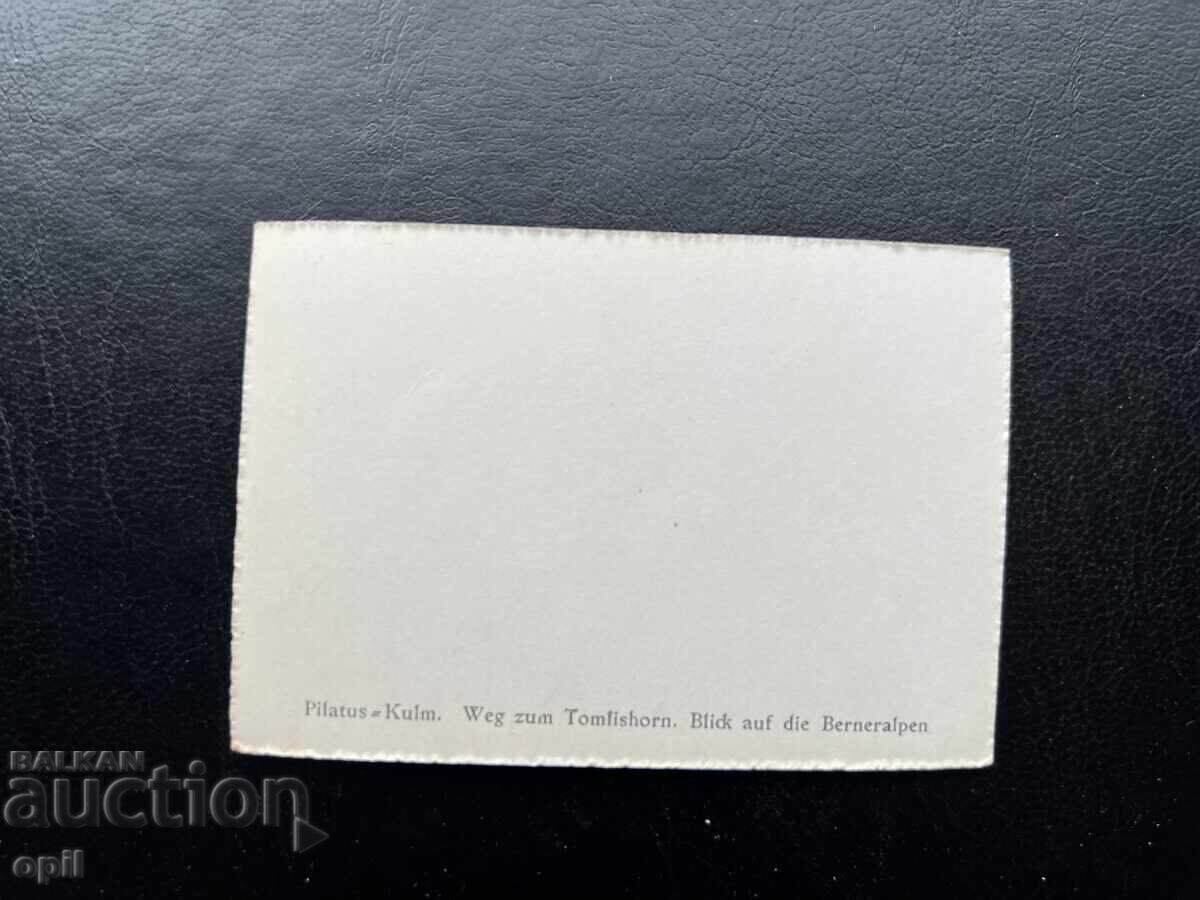 Pilatus=Kulm. Weg zum Tomlishorn. Blick auf die Berneralpen
BALKAN
auction
opil